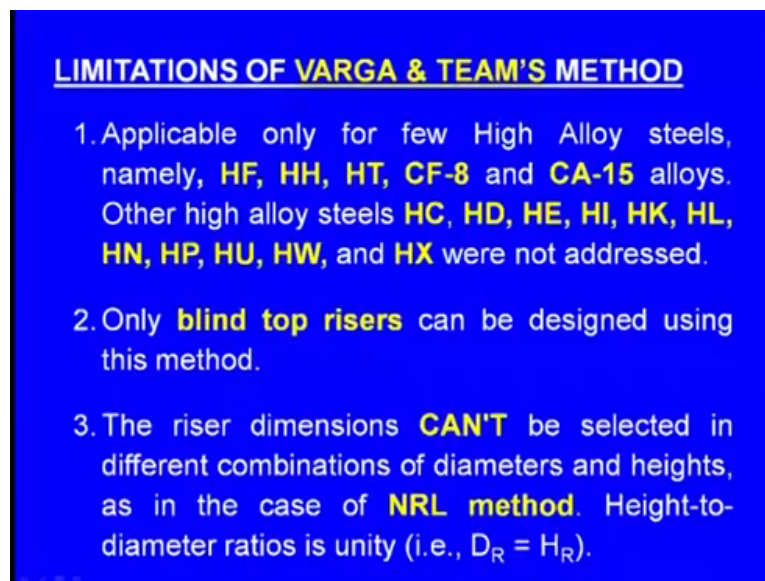 LIMITATIONS OF VARGA & TEAM'S METHOD
1. Applicable only for few High Alloy steels,
namely, HF, HH, HT, CF-8 and CA-15 alloys.
Other high alloy steels HC, HD, HE, HI, HK, HL,
HN, HP, HU, HW, and HX were not addressed.
2. Only blind top risers can be designed using
this method.
3. The riser dimensions CAN'T be selected in
different combinations of diameters and heights,
as in the case of NRL method. Height-to-
diameter ratios is unity (i.e., D_R = H_R).